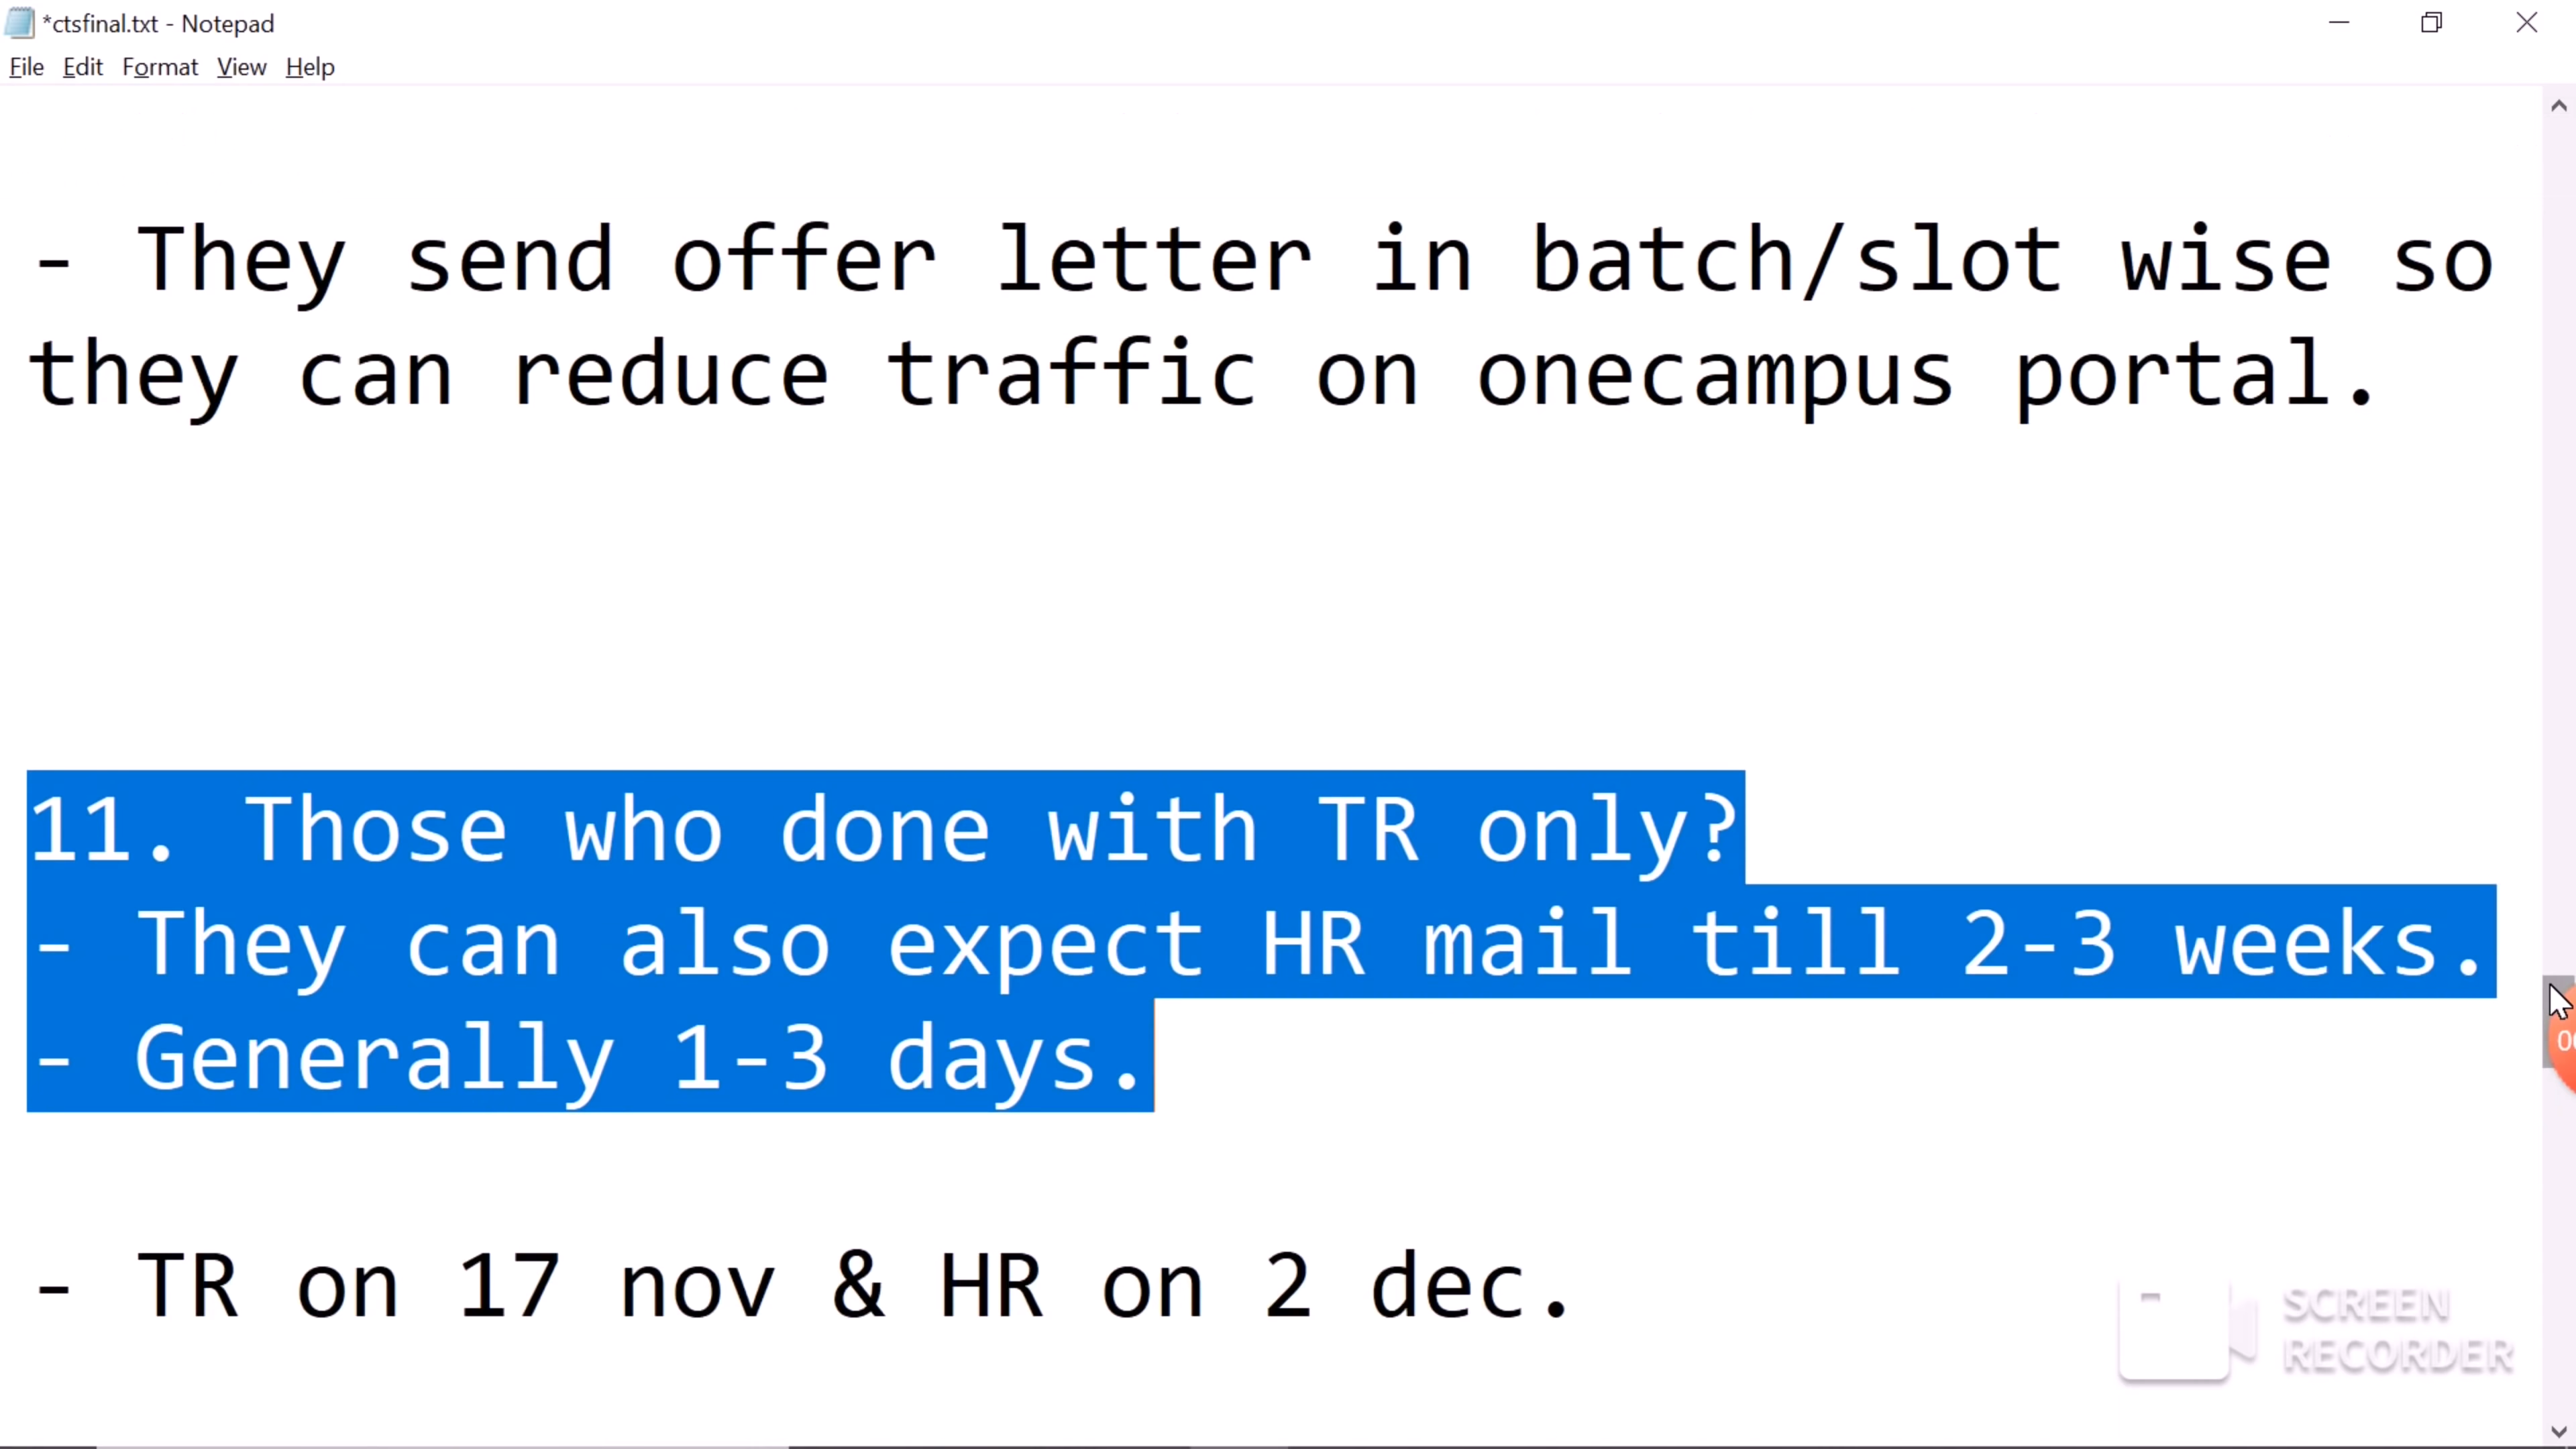 *ctsfinal.txt - Notepad
File Edit Format View Help
- They send offer letter in batch/slot wise so
they can reduce traffic on onecampus portal.
11. Those who done with TR only?
- They can also expect HR mail till 2-3 weeks.
- Generally 1-3 days.
- TR on 17 nov & HR on 2 dec.
SCREEN
RECORDER